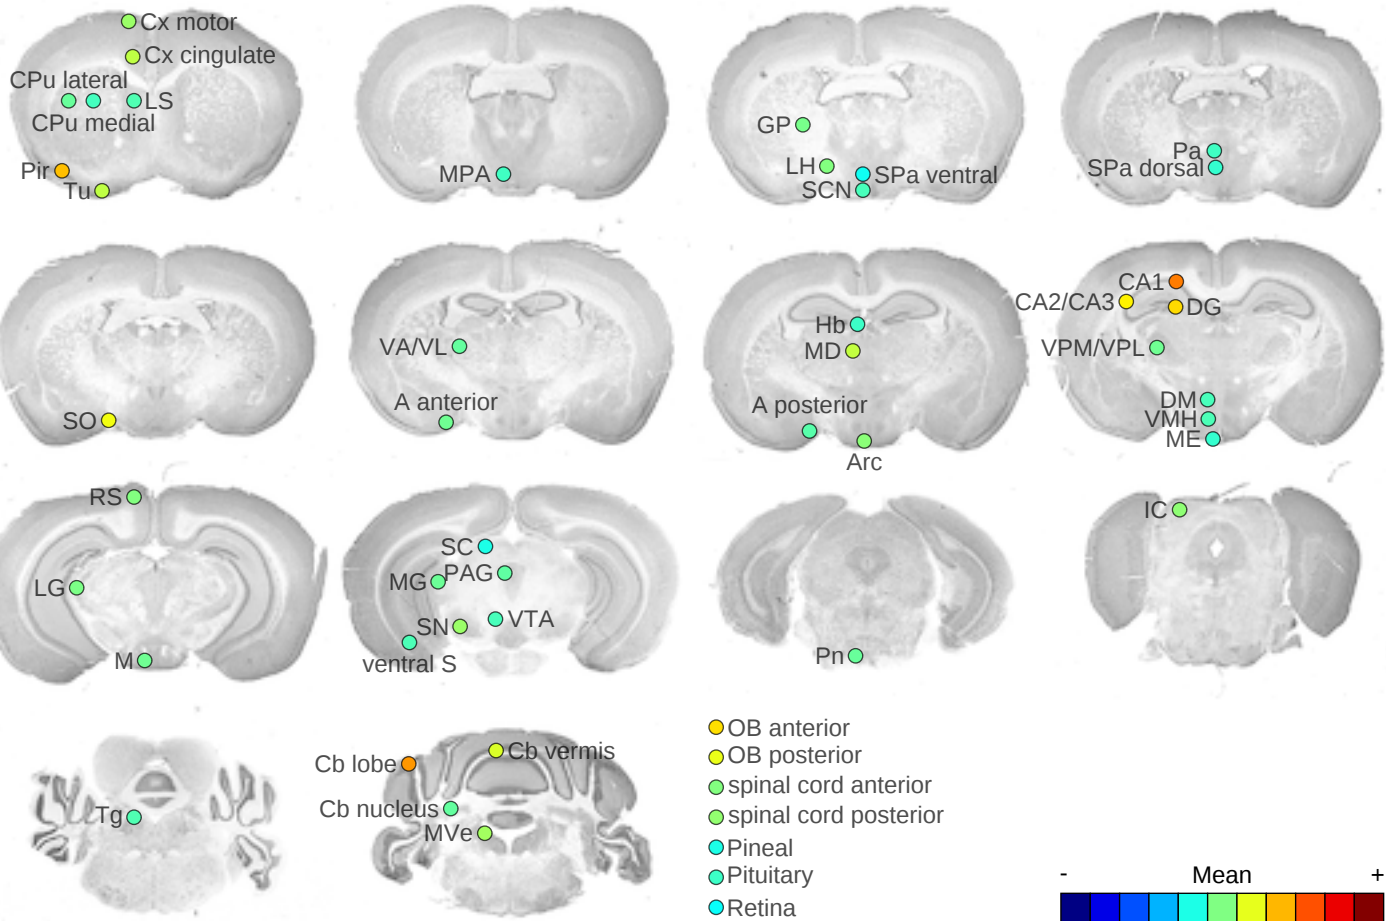 Cx motor
Cx cingulate
CPu lateral
LS
CPu medial
Pir
Tu
MPA
GP
LH
SPa ventral
SCN
Pa
SPa dorsal
SO
VA/VL
A anterior
Hb
MD
A posterior
Arc
CA1
CA2/CA3
DG
VPM/VPL
DM
VMH
ME
RS
LG
M
SC
MG
PAG
SN
VTA
ventral S
Pn
IC
Tg
Cb lobe
Cb vermis
Cb nucleus
MVe
OB anterior
OB posterior
spinal cord anterior
spinal cord posterior
Pineal
Pituitary
Retina
- Mean +